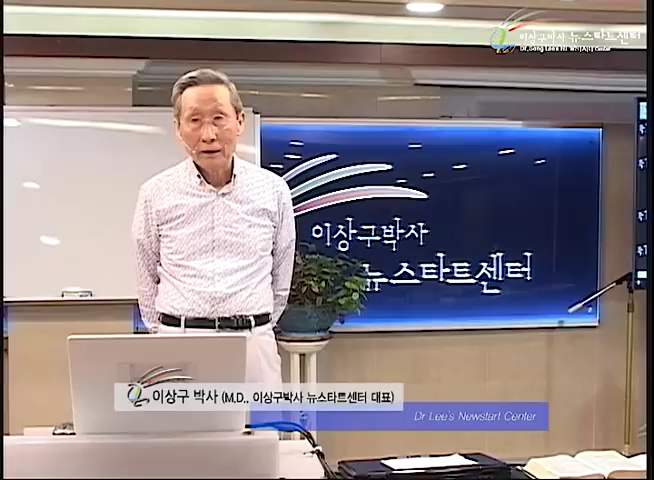 이상구박사 뉴스타트센터
이상구박사
뉴스타트센터
이상구 박사 (M.D., 이상구박사 뉴스타트센터 대표)
Dr Lee's Newstart Center